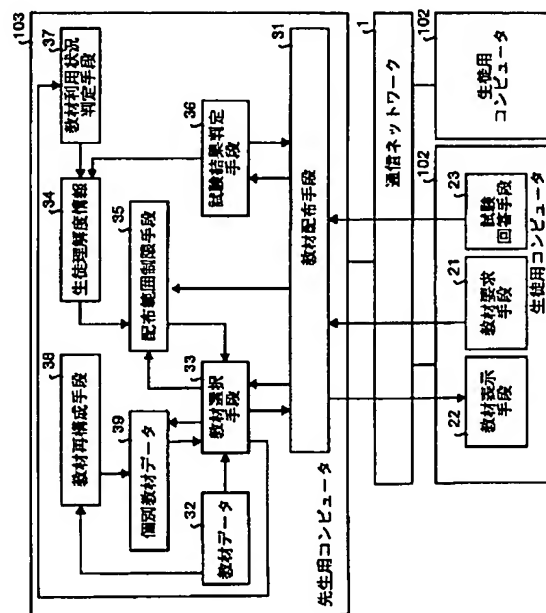 103
37
教材利用状況
判定手段
34
生徒理解度情報
36
試験結果判定
手段
35
配布範囲制限手段
38
教材再構成手段
39
個別教材データ
33
教材選択
手段
32
教材データ
31
教材配布手段
先生用コンピュータ
1
通信ネットワーク
102
生徒用
コンピュータ
102
23
試験
回答手段
21
教材要求
手段
22
教材表示
手段
生徒用コンピュータ